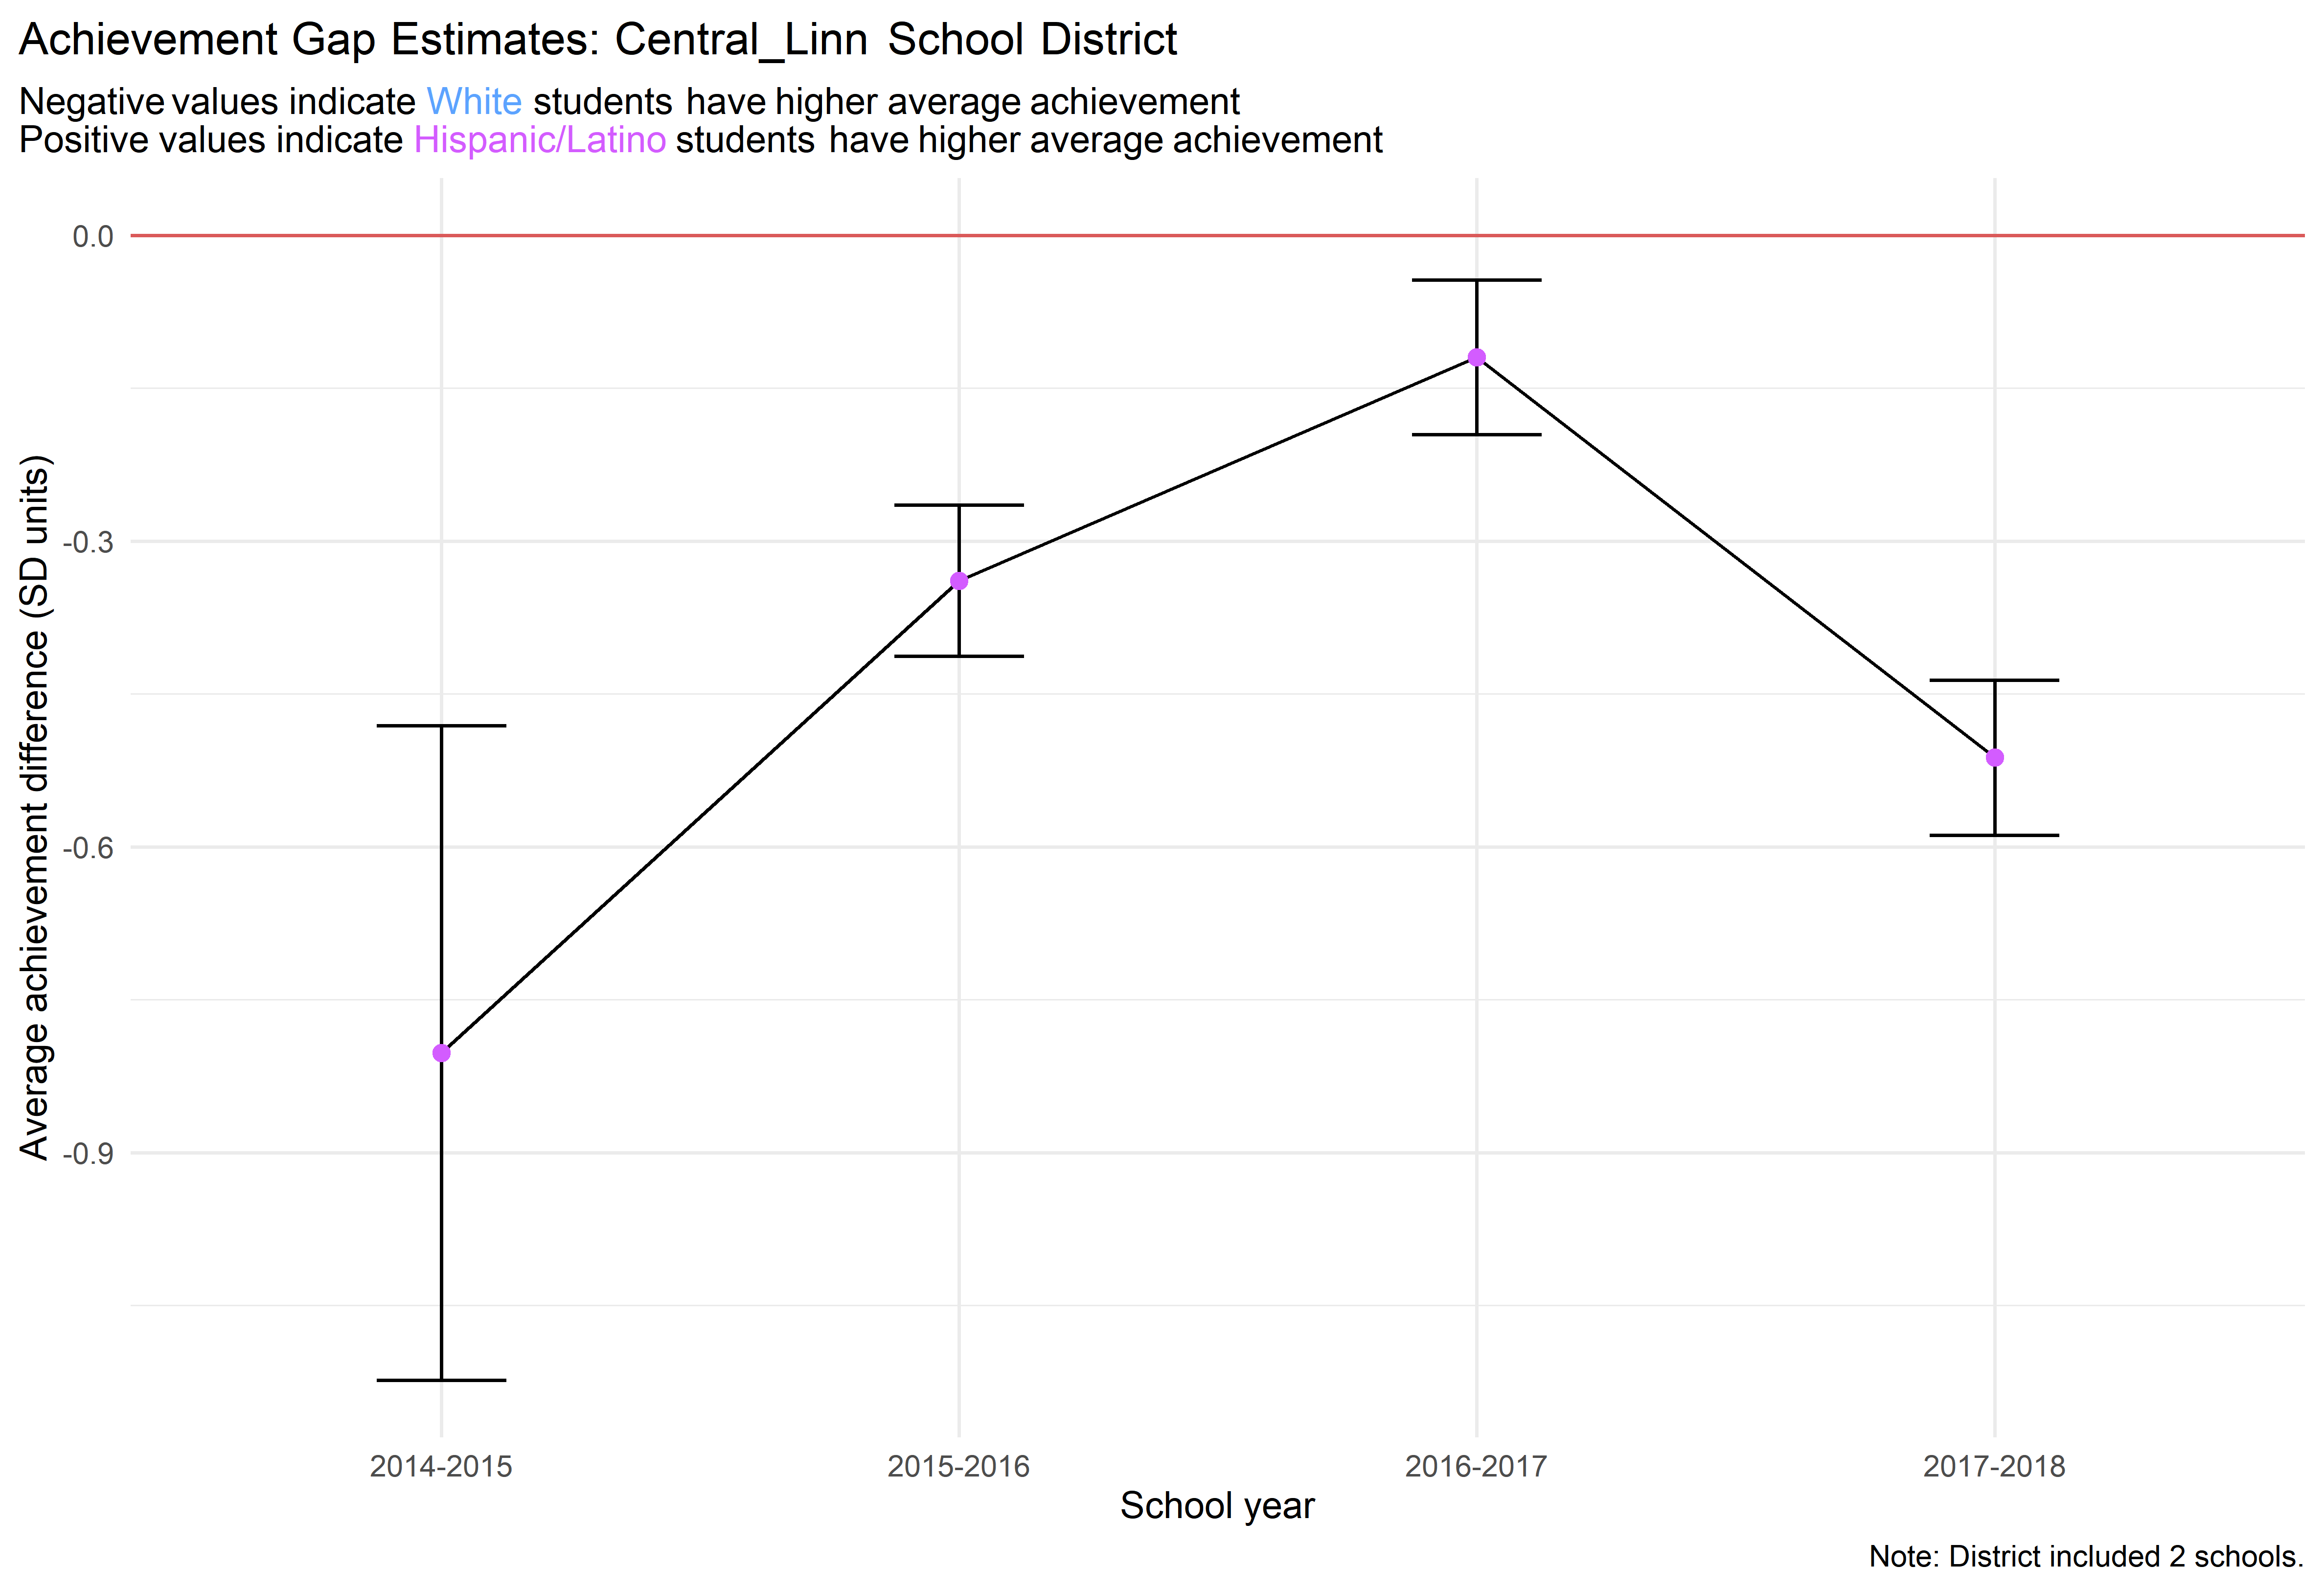 Achievement Gap Estimates: Central_Linn School District
Negative values indicate White students have higher average achievement
Positive values indicate Hispanic/Latino students have higher average achievement
Average achievement difference (SD units)
0.0
-0.3
-0.6
-0.9
2014-2015
2015-2016
2016-2017
2017-2018
School year
Note: District included 2 schools.